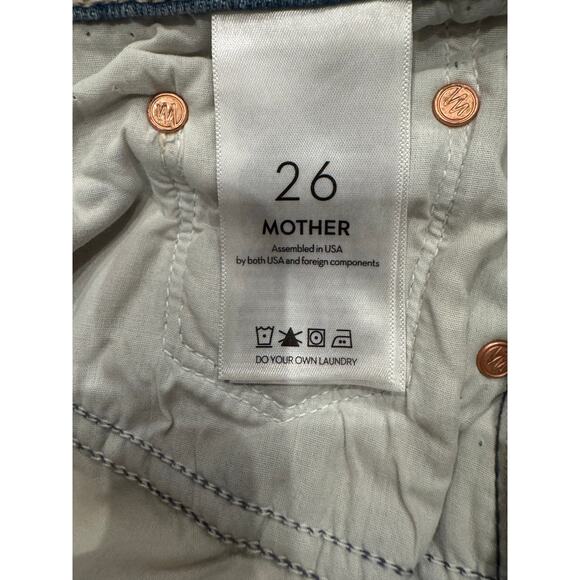 26
MOTHER
Assembled in USA
by both USA and foreign components
DO YOUR OWN LAUNDRY